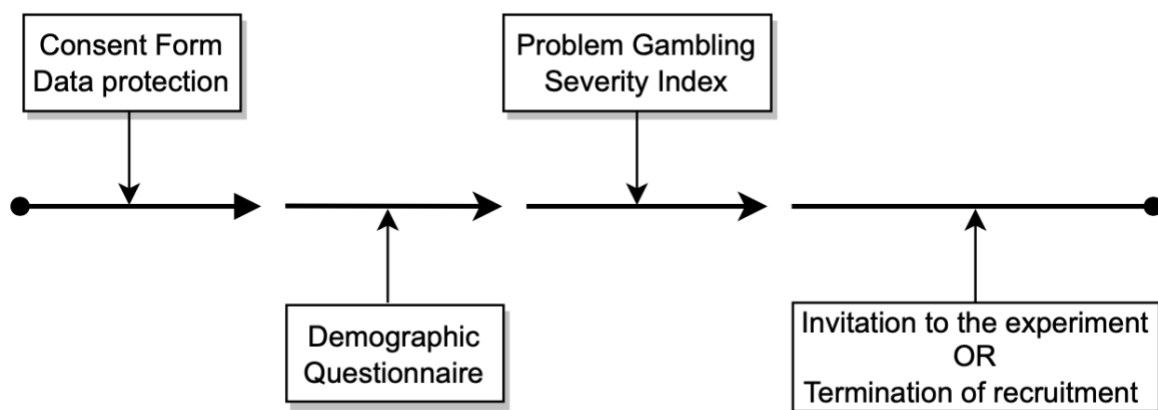 Consent Form
Data protection
Problem Gambling
Severity Index
Demographic
Questionnaire
Invitation to the experiment
OR
Termination of recruitment